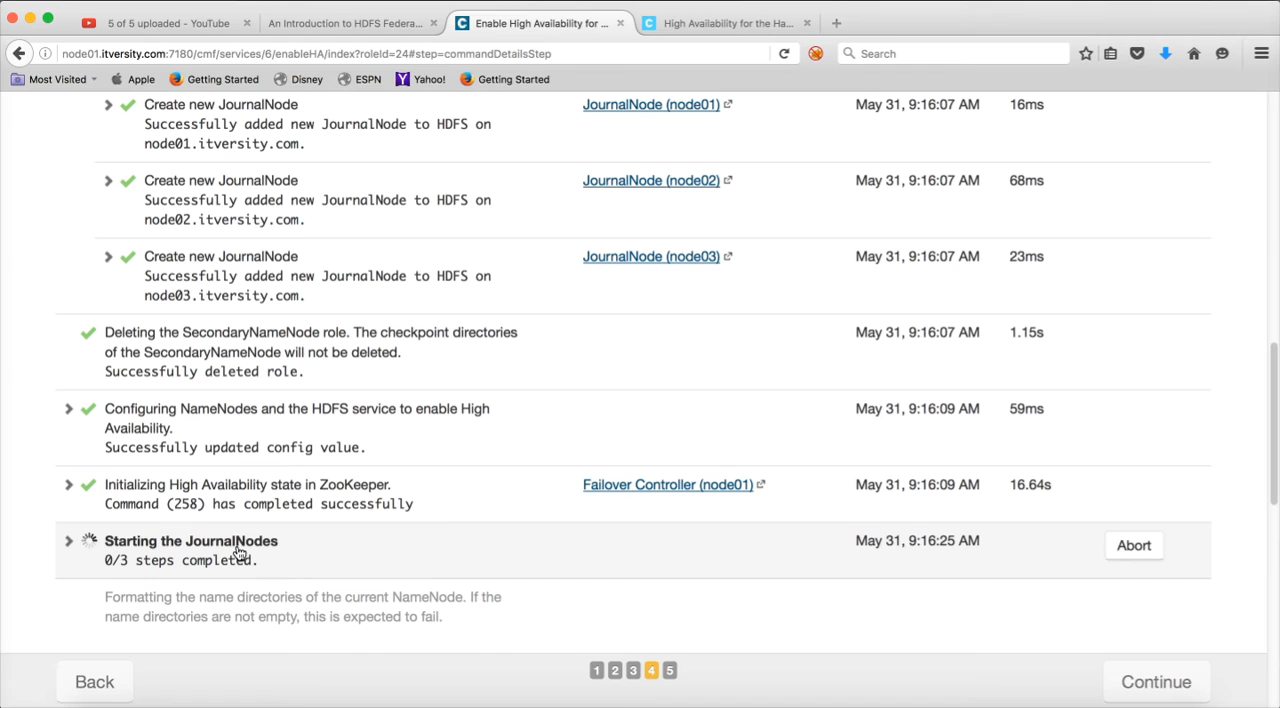 5 of 5 uploaded - YouTube
An Introduction to HDFS Federa...
Enable High Availability for ...
High Availability for the Ha...
node01.itversity.com:7180/cmf/services/6/enableHA/index?roleId=24#step=commandDetailsStep
Search
Most Visited
Apple
Getting Started
Disney
ESPN
Yahoo!
Getting Started
Create new JournalNode JournalNode (node01) May 31, 9:16:07 AM 16ms
Successfully added new JournalNode to HDFS on
node01.itversity.com.
Create new JournalNode JournalNode (node02) May 31, 9:16:07 AM 68ms
Successfully added new JournalNode to HDFS on
node02.itversity.com.
Create new JournalNode JournalNode (node03) May 31, 9:16:07 AM 23ms
Successfully added new JournalNode to HDFS on
node03.itversity.com.
Deleting the SecondaryNameNode role. The checkpoint directories May 31, 9:16:07 AM 1.15s
of the SecondaryNameNode will not be deleted.
Successfully deleted role.
Configuring NameNodes and the HDFS service to enable High May 31, 9:16:09 AM 59ms
Availability.
Successfully updated config value.
Initializing High Availability state in ZooKeeper. Failover Controller (node01) May 31, 9:16:09 AM 16.64s
Command (258) has completed successfully
Starting the JournalNodes May 31, 9:16:25 AM Abort
0/3 steps completed.
Formatting the name directories of the current NameNode. If the
name directories are not empty, this is expected to fail.
Back 1 2 3 4 5 Continue